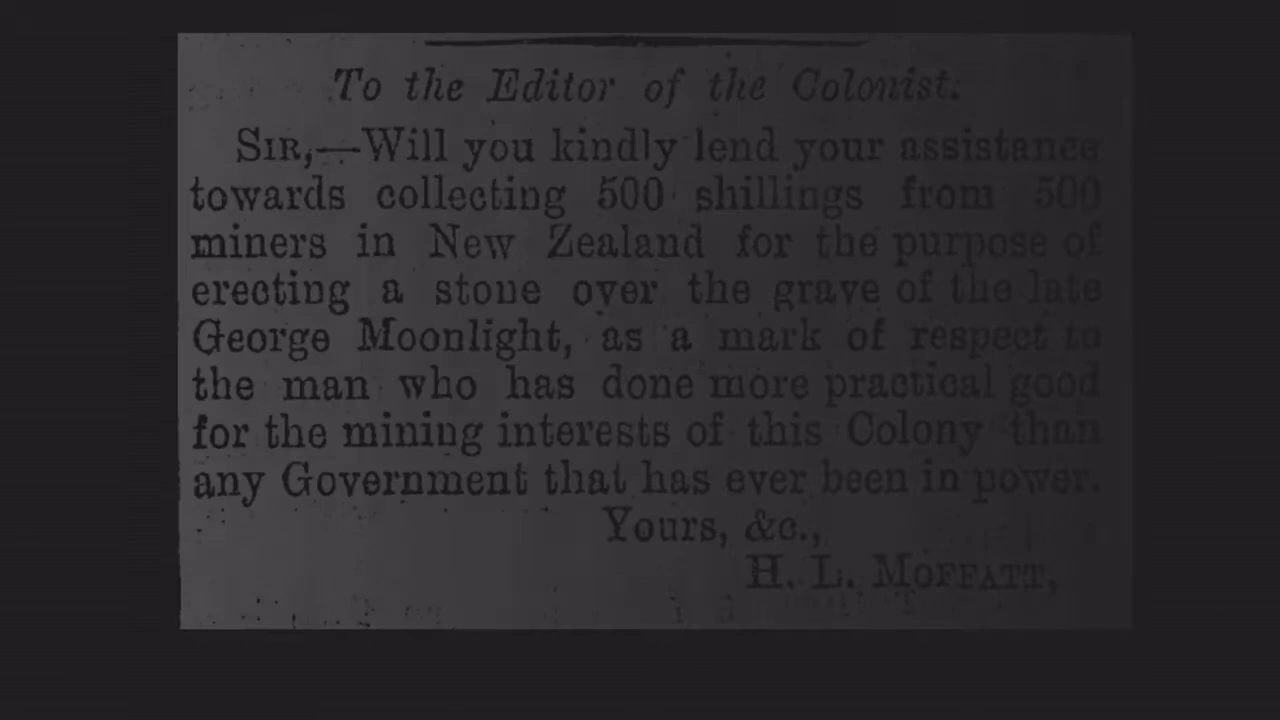 To the Editor of the Colonist.
SIR,—Will you kindly lend your assistance
towards collecting 500 shillings from 500
miners in New Zealand for the purpose of
erecting a stone over the grave of the late
George Moonlight, as a mark of respect to
the man who has done more practical good
for the mining interests of this Colony than
any Government that has ever been in power.
Yours, &c.,
H. L. MOFFATT,